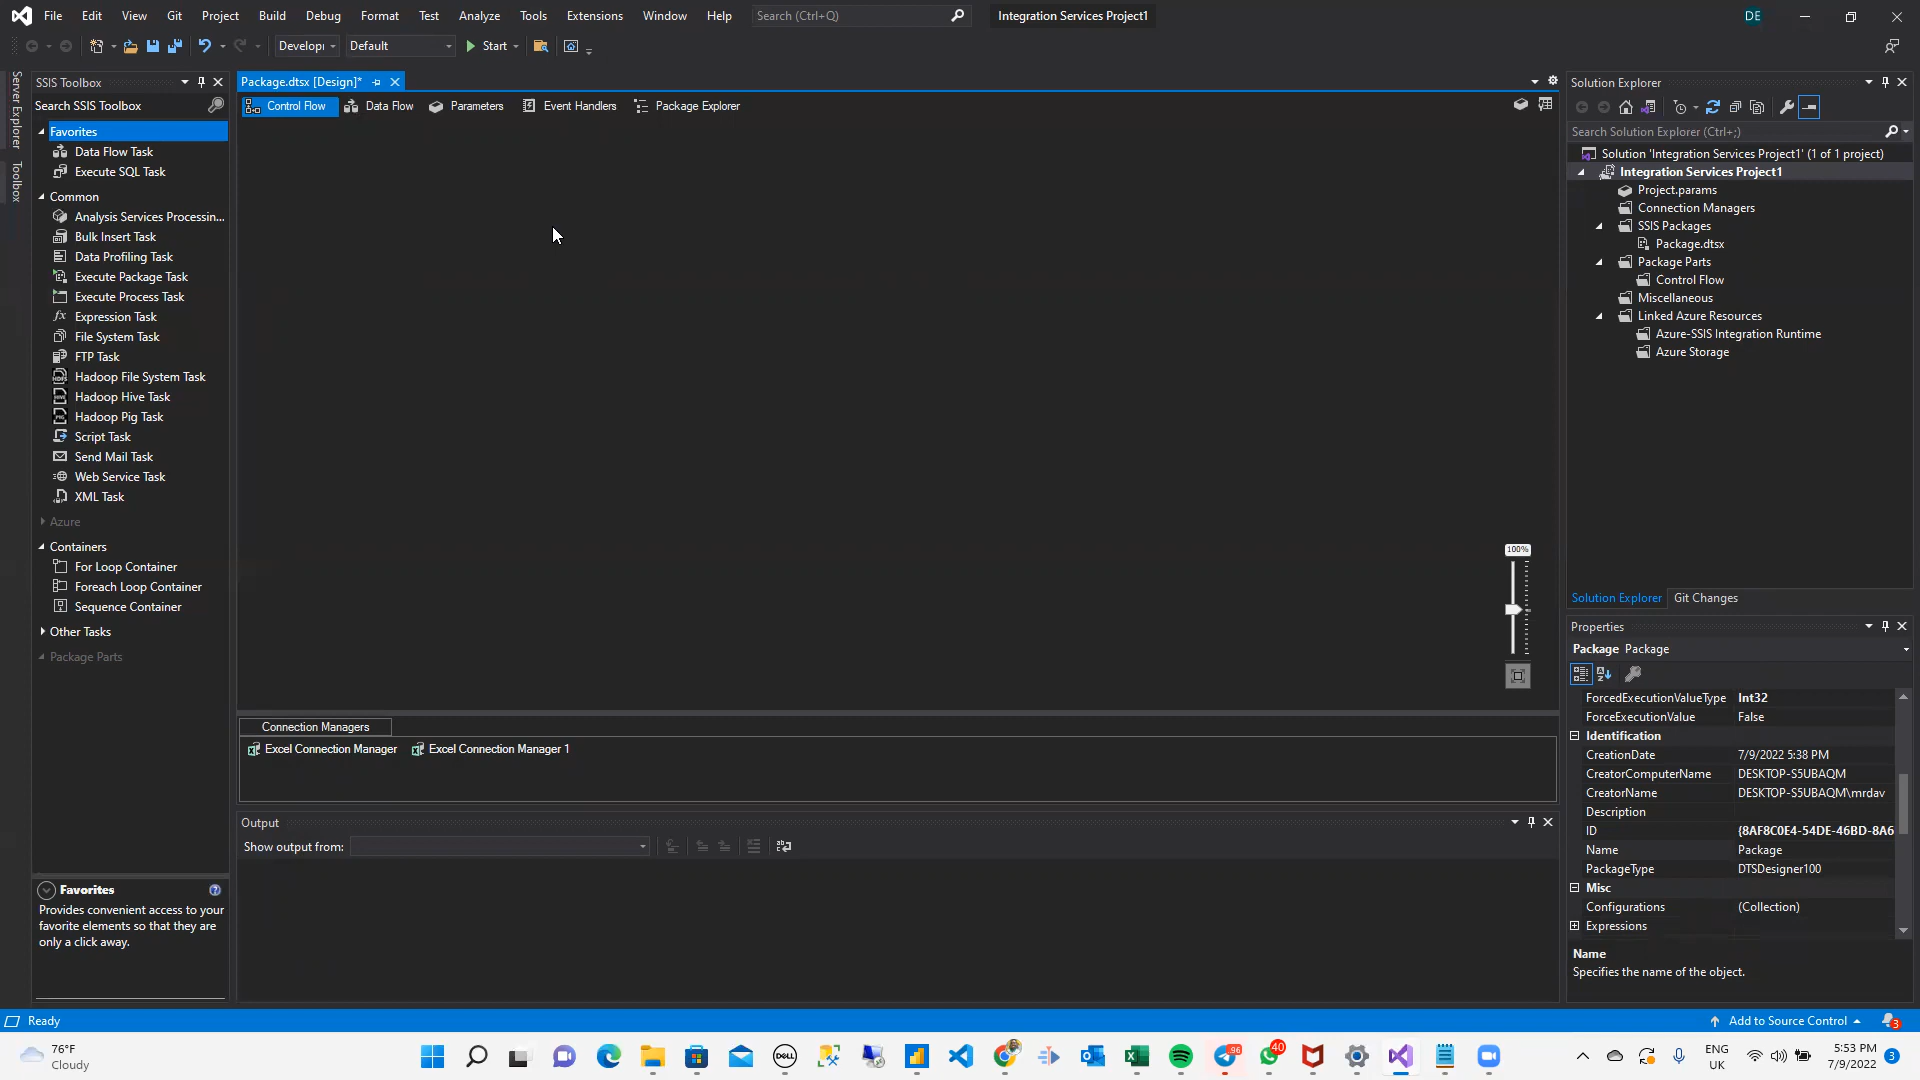 File Edit View Git Project Build Debug Format Test Analyze Tools Extensions Window Help Search (Ctrl+Q) Integration Services Project1 DE
Develop Default Start
Server Explorer
Toolbox
SSIS Toolbox
Search SSIS Toolbox
Favorites
Data Flow Task
Execute SQL Task
Common
Analysis Services Processin...
Bulk Insert Task
Data Profiling Task
Execute Package Task
Execute Process Task
Expression Task
File System Task
FTP Task
Hadoop File System Task
Hadoop Hive Task
Hadoop Pig Task
Script Task
Send Mail Task
Web Service Task
XML Task
Azure
Containers
For Loop Container
Foreach Loop Container
Sequence Container
Other Tasks
Package Parts
Favorites
Provides convenient access to your
favorite elements so that they are
only a click away.
Package.dtsx [Design]*
Control Flow Data Flow Parameters Event Handlers Package Explorer
100%
Connection Managers
Excel Connection Manager Excel Connection Manager 1
Output
Show output from:
Solution Explorer
Search Solution Explorer (Ctrl+;)
Solution 'Integration Services Project1' (1 of 1 project)
Integration Services Project1
Project.params
Connection Managers
SSIS Packages
Package.dtsx
Package Parts
Control Flow
Miscellaneous
Linked Azure Resources
Azure-SSIS Integration Runtime
Azure Storage
Solution Explorer Git Changes
Properties
Package Package
ForcedExecutionValueType Int32
ForceExecutionValue False
Identification
CreationDate 7/9/2022 5:38 PM
CreatorComputerName DESKTOP-S5UBAQM
CreatorName DESKTOP-S5UBAQM\mrdav
Description
ID {8AF8C0E4-54DE-46BD-8A6
Name Package
PackageType DTSDesigner100
Misc
Configurations (Collection)
Expressions
Name
Specifies the name of the object.
Ready Add to Source Control 3
76°F
Cloudy
DELL
96
40
ENG
UK
5:53 PM
7/9/2022
3